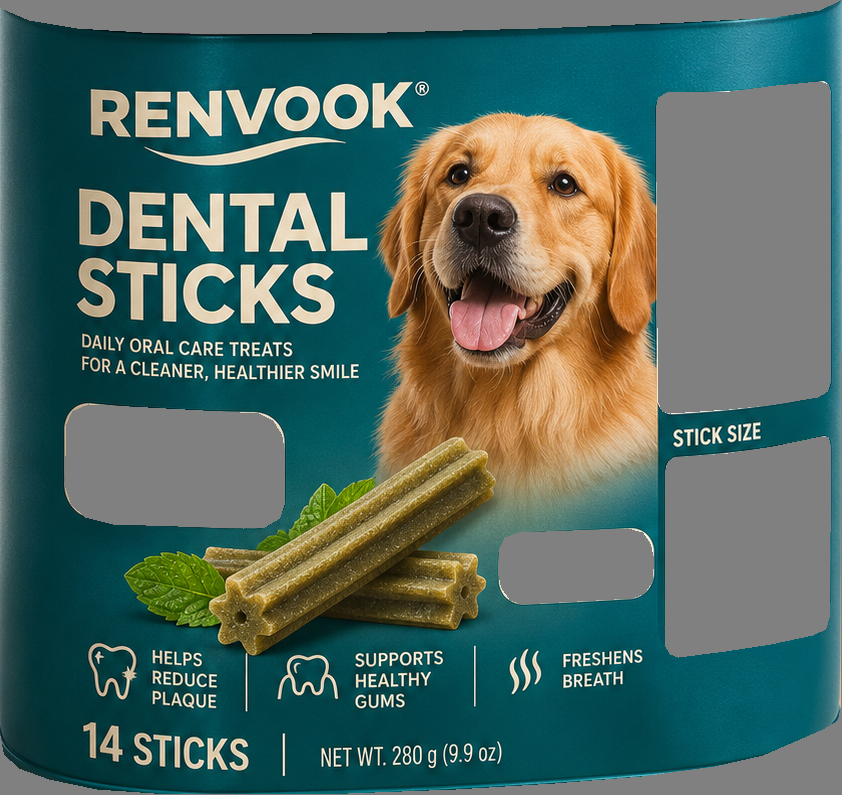 RENVOOK®
DENTAL
STICKS
DAILY ORAL CARE TREATS
FOR A CLEANER, HEALTHIER SMILE
STICK SIZE
HELPS
REDUCE
PLAQUE
SUPPORTS
HEALTHY
GUMS
FRESHENS
BREATH
14 STICKS
NET WT. 280 g (9.9 oz)